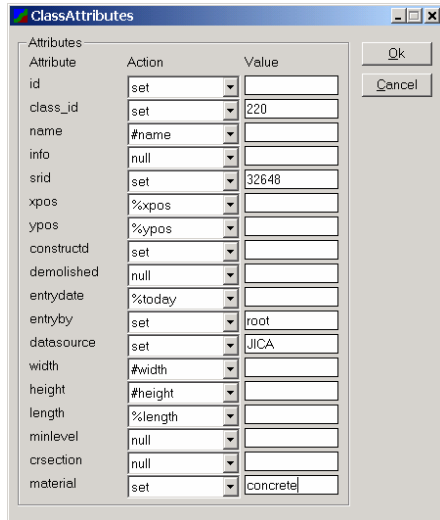 ClassAttributes
Attributes
Attribute Action Value
Ok
id set
Cancel
class_id set 220
name #name
info null
srid set 32648
xpos %xpos
ypos %ypos
constructd set
demolished null
entrydate %today
entryby set root
datasource set JICA
width #width
height #height
length %length
minlevel null
crsection null
material set concrete